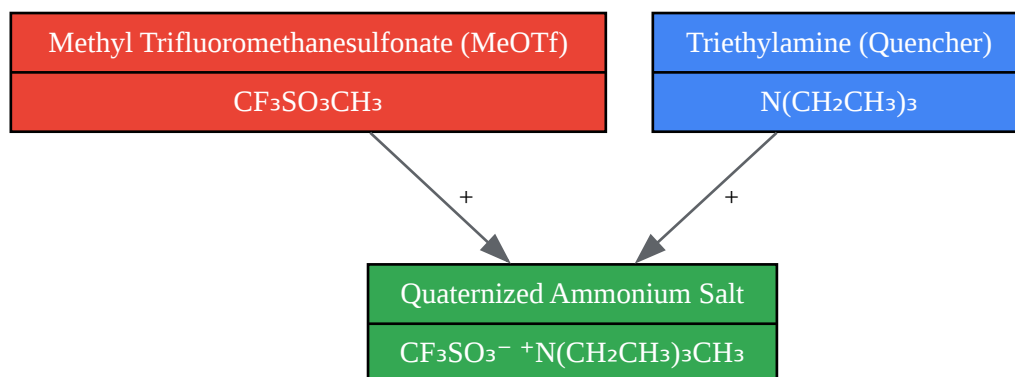 Methyl Trifluoromethanesulfonate (MeOTf)
CF₃SO₃CH₃
Triethylamine (Quencher)
N(CH₂CH₃)₃
+
+
Quaternized Ammonium Salt
CF₃SO₃⁻ ⁺N(CH₂CH₃)₃CH₃